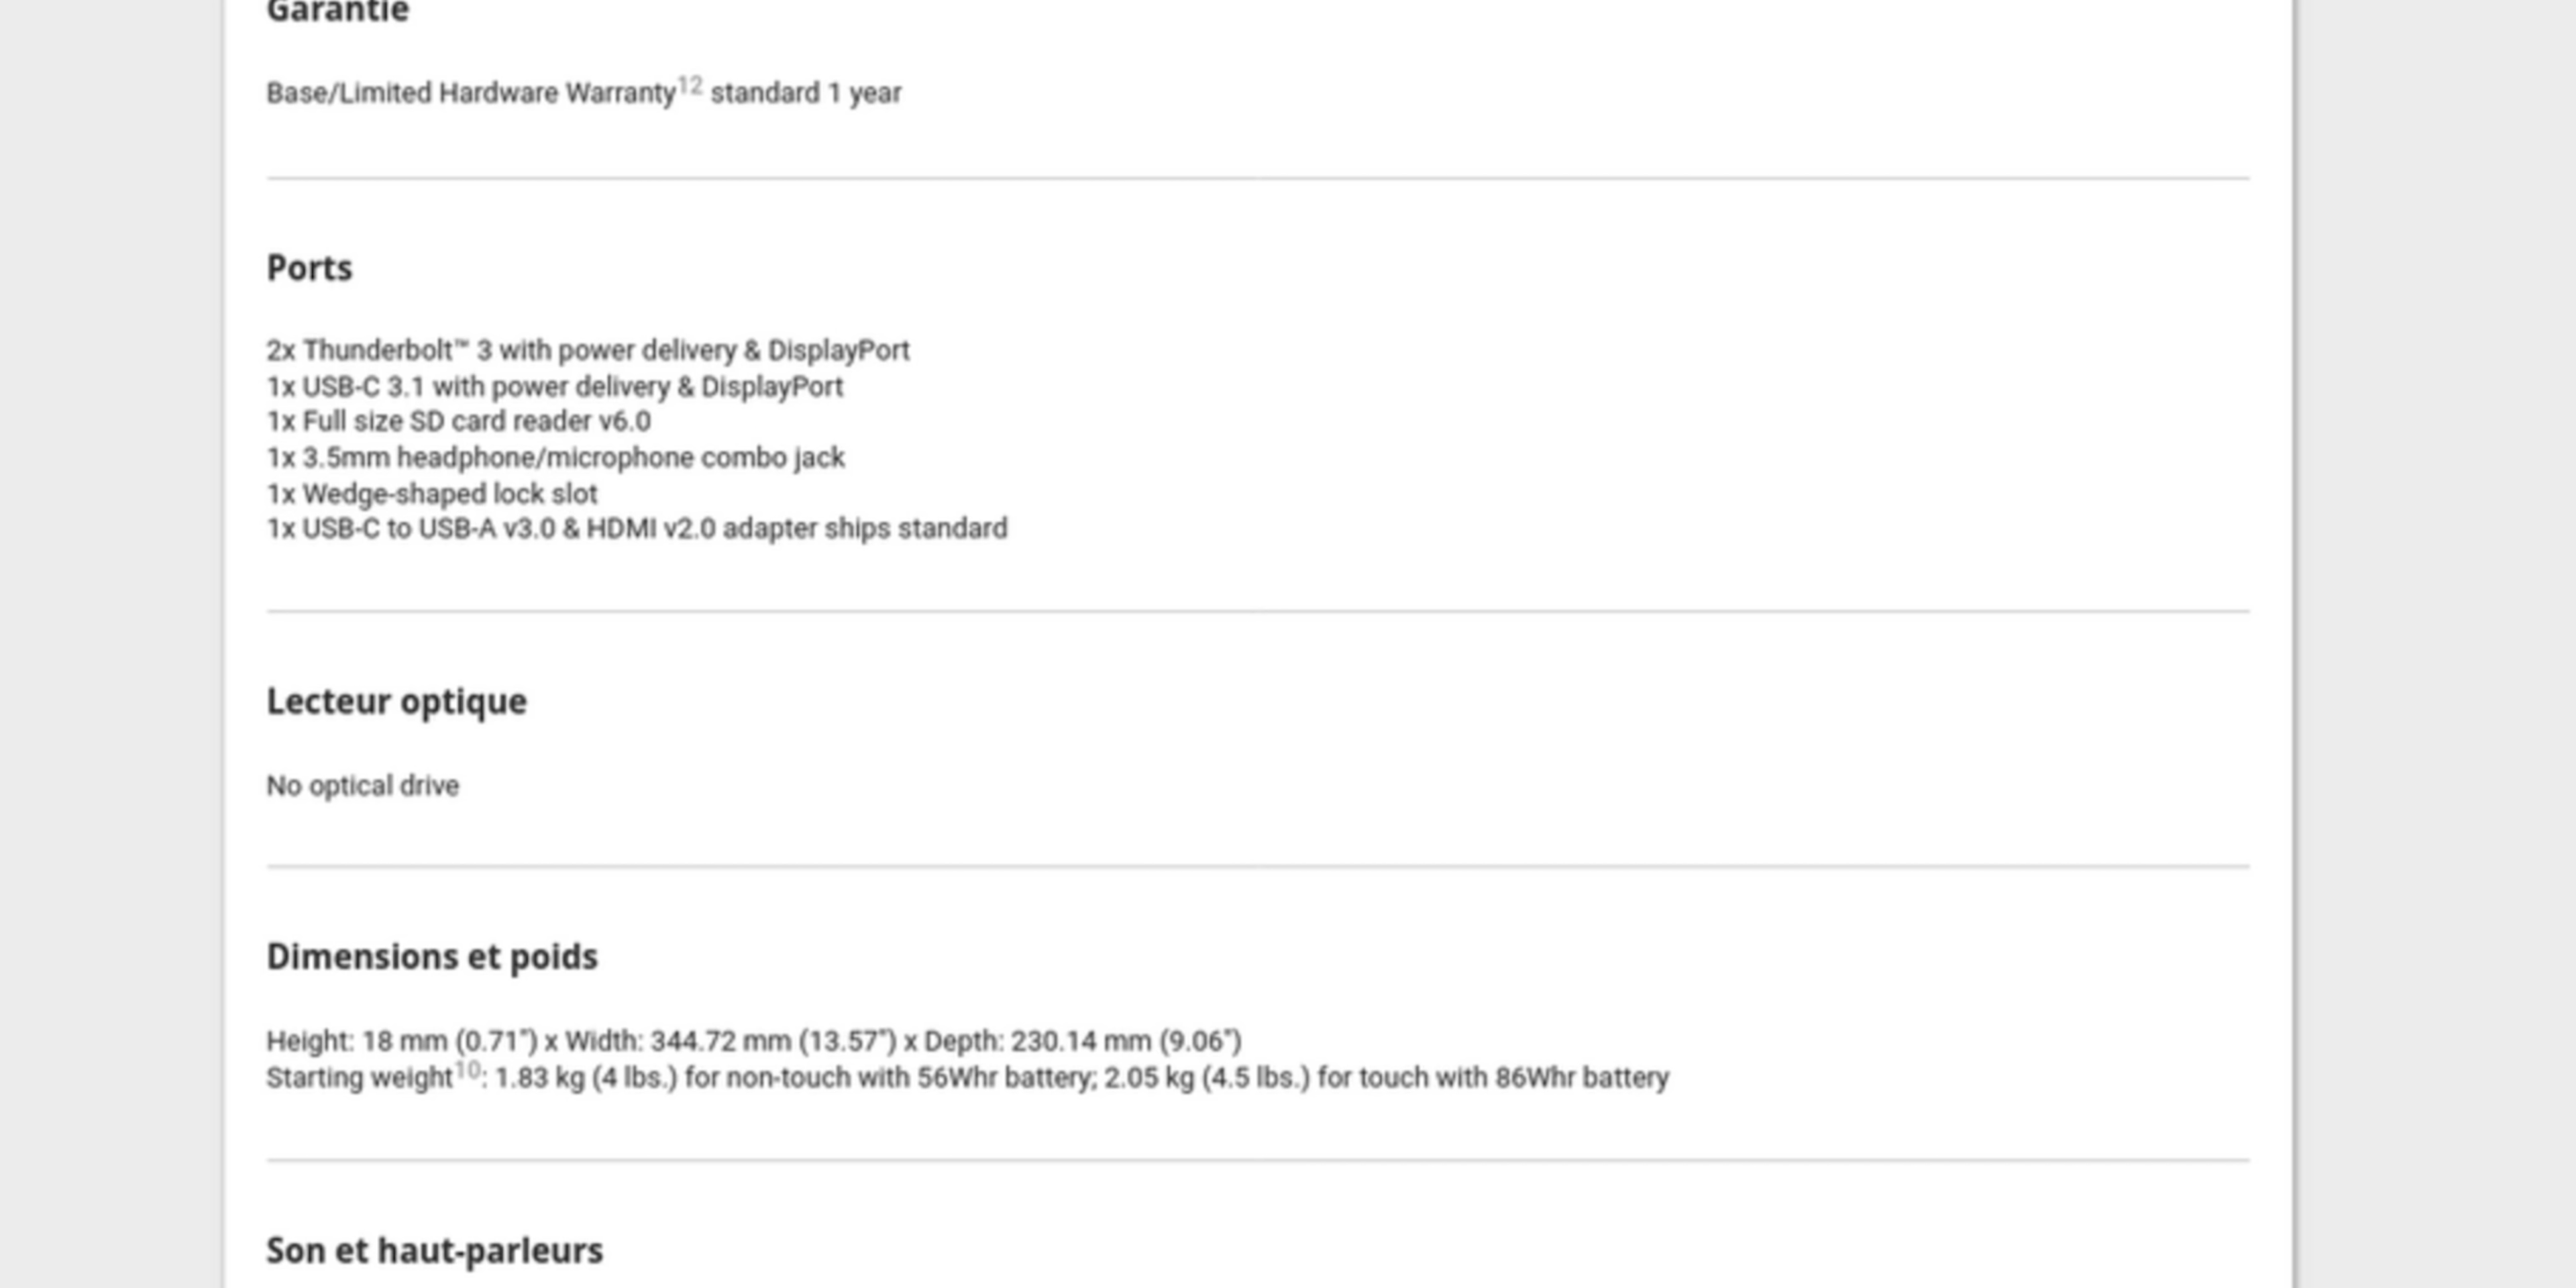 Garantie
Base/Limited Hardware Warranty12 standard 1 year
Ports
2x Thunderbolt™ 3 with power delivery & DisplayPort
1x USB-C 3.1 with power delivery & DisplayPort
1x Full size SD card reader v6.0
1x 3.5mm headphone/microphone combo jack
1x Wedge-shaped lock slot
1x USB-C to USB-A v3.0 & HDMI v2.0 adapter ships standard
Lecteur optique
No optical drive
Dimensions et poids
Height: 18 mm (0.71") x Width: 344.72 mm (13.57") x Depth: 230.14 mm (9.06")
Starting weight10: 1.83 kg (4 lbs.) for non-touch with 56Whr battery; 2.05 kg (4.5 lbs.) for touch with 86Whr battery
Son et haut-parleurs